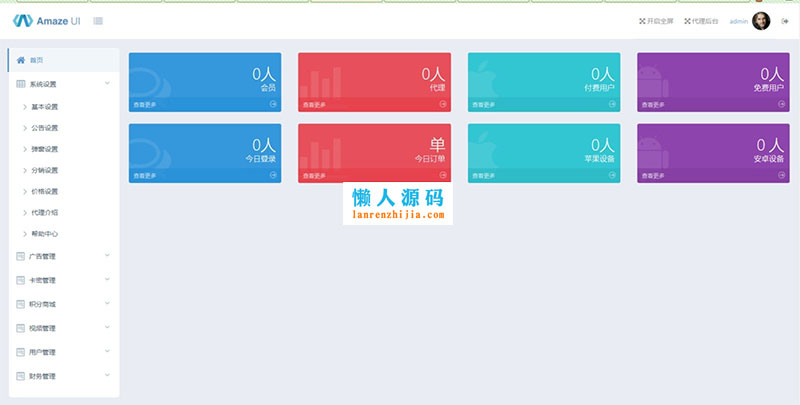 Amaze UI
开启全屏
代理后台
admin
首页
系统设置
基本设置
公告设置
弹窗设置
分销设置
价格设置
代理介绍
帮助中心
广告管理
卡密管理
积分商城
视频管理
用户管理
财务管理
0人
会员
查看更多
0人
代理
查看更多
0人
付费用户
查看更多
0人
免费用户
查看更多
0人
今日登录
查看更多
单
今日订单
查看更多
0人
苹果设备
查看更多
0人
安卓设备
查看更多
懒人源码
lanrenzhijia.com